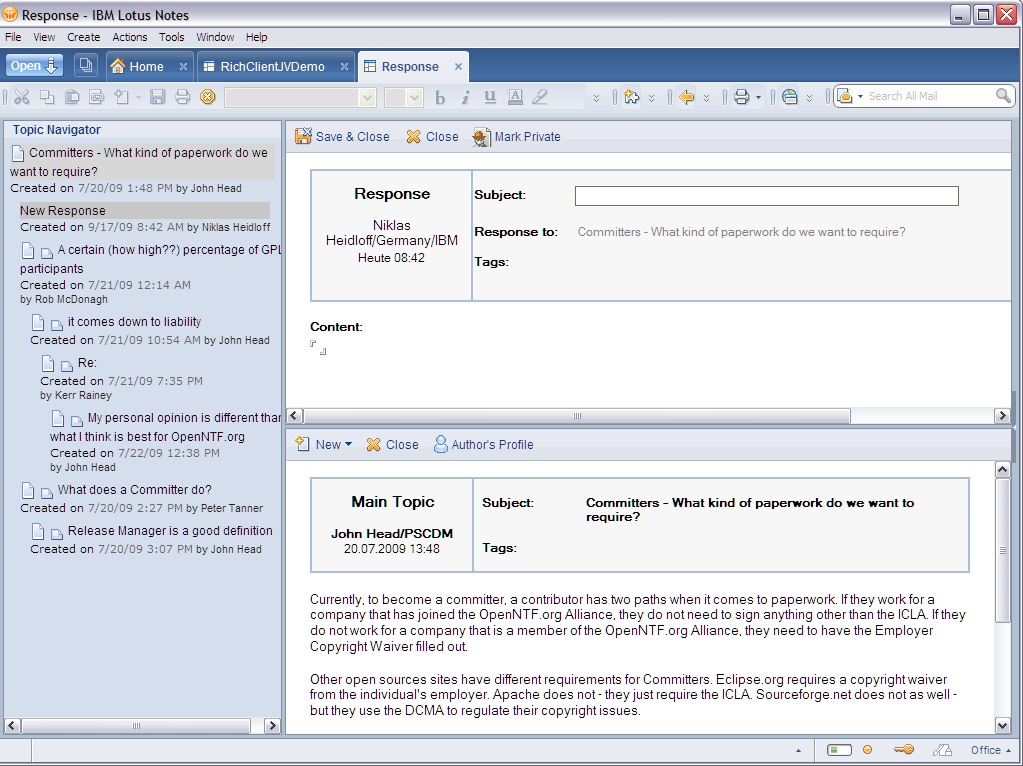 Response - IBM Lotus Notes
File View Create Actions Tools Window Help
Open Home RichClientJVDemo Response
b i u A Search All Mail
Topic Navigator
Committers - What kind of paperwork do we
want to require?
Created on 7/20/09 1:48 PM by John Head
New Response
Created on 9/17/09 8:42 AM by Niklas Heidloff
A certain (how high??) percentage of GPL
participants
Created on 7/21/09 12:14 AM
by Rob McDonagh
it comes down to liability
Created on 7/21/09 10:54 AM by John Head
Re:
Created on 7/21/09 7:35 PM
by Kerr Rainey
My personal opinion is different than
what I think is best for OpenNTF.org
Created on 7/22/09 12:38 PM
by John Head
What does a Committer do?
Created on 7/20/09 2:27 PM by Peter Tanner
Release Manager is a good definition
Created on 7/20/09 3:07 PM by John Head
Save & Close Close Mark Private
Response
Niklas
Heidloff/Germany/IBM
Heute 08:42
Subject:
Response to: Committers - What kind of paperwork do we want to require?
Tags:
Content:
New Close Author's Profile
Main Topic
John Head/PSCDM
20.07.2009 13:48
Subject: Committers - What kind of paperwork do we want to
require?
Tags:
Currently, to become a committer, a contributor has two paths when it comes to paperwork. If they work for a
company that has joined the OpenNTF.org Alliance, they do not need to sign anything other than the ICLA. If they
do not work for a company that is a member of the OpenNTF.org Alliance, they need to have the Employer
Copyright Waiver filled out.
Other open sources sites have different requirements for Committers. Eclipse.org requires a copyright waiver
from the individual's employer. Apache does not - they just require the ICLA. Sourceforge.net does not as well -
but they use the DCMA to regulate their copyright issues.
Office